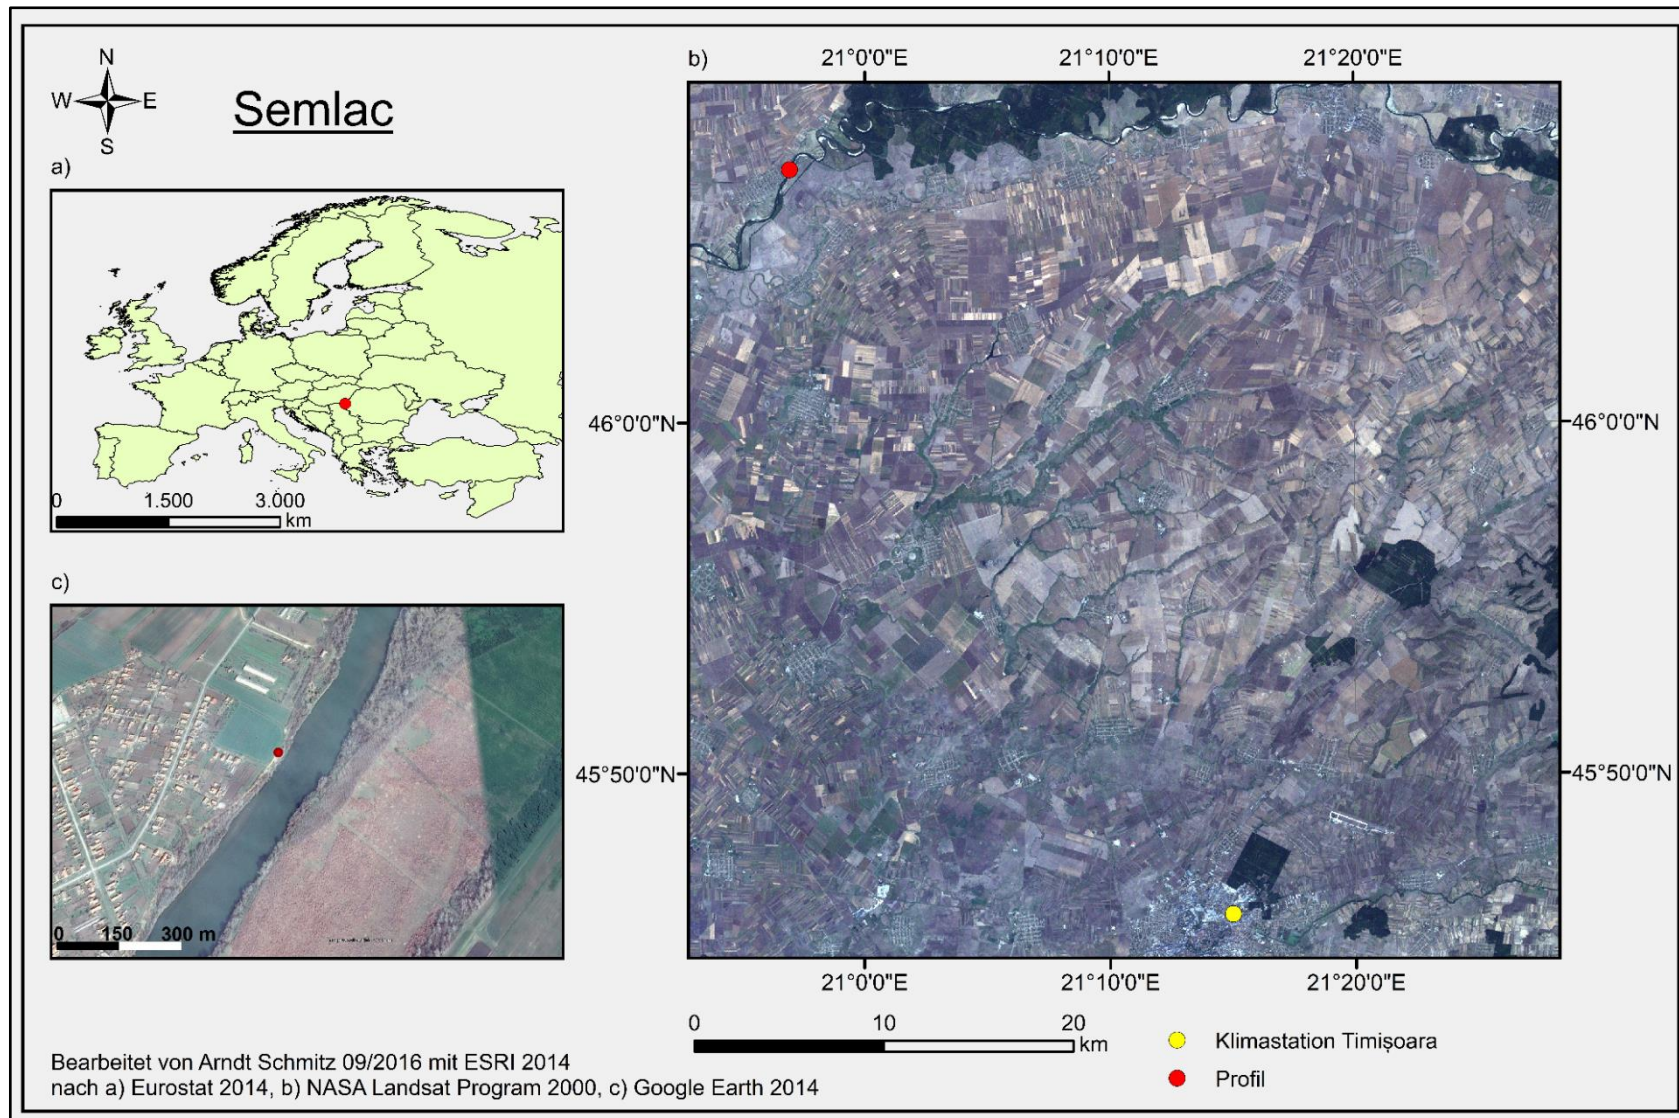 N
W E
S
Semlac
a)
0 1.500 3.000
km
c)
0 150 300 m
b)
21°0'0"E 21°10'0"E 21°20'0"E
46°0'0"N 46°0'0"N
45°50'0"N 45°50'0"N
21°0'0"E 21°10'0"E 21°20'0"E
0 10 20
km
Klimastation Timișoara
Profil
Bearbeitet von Arndt Schmitz 09/2016 mit ESRI 2014
nach a) Eurostat 2014, b) NASA Landsat Program 2000, c) Google Earth 2014